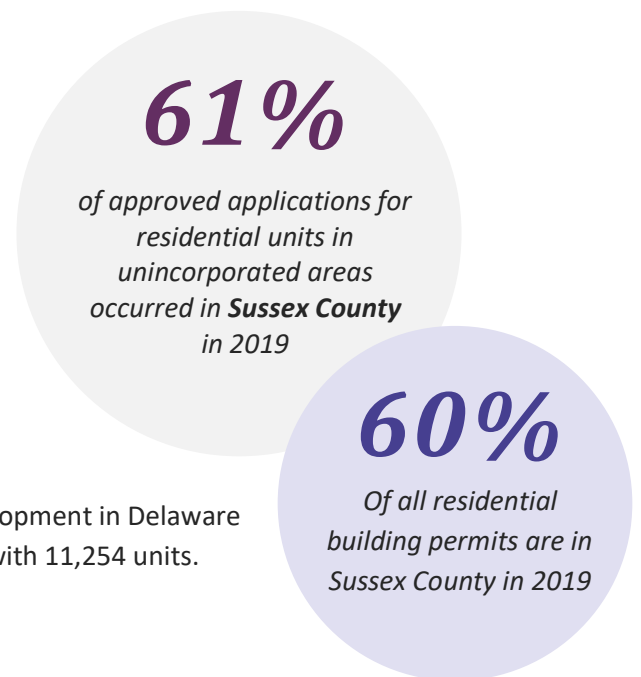 61%
of approved applications for
residential units in
unincorporated areas
occurred in Sussex County
in 2019
60%
Of all residential
building permits are in
Sussex County in 2019
in Delaware
with 11,254 units.